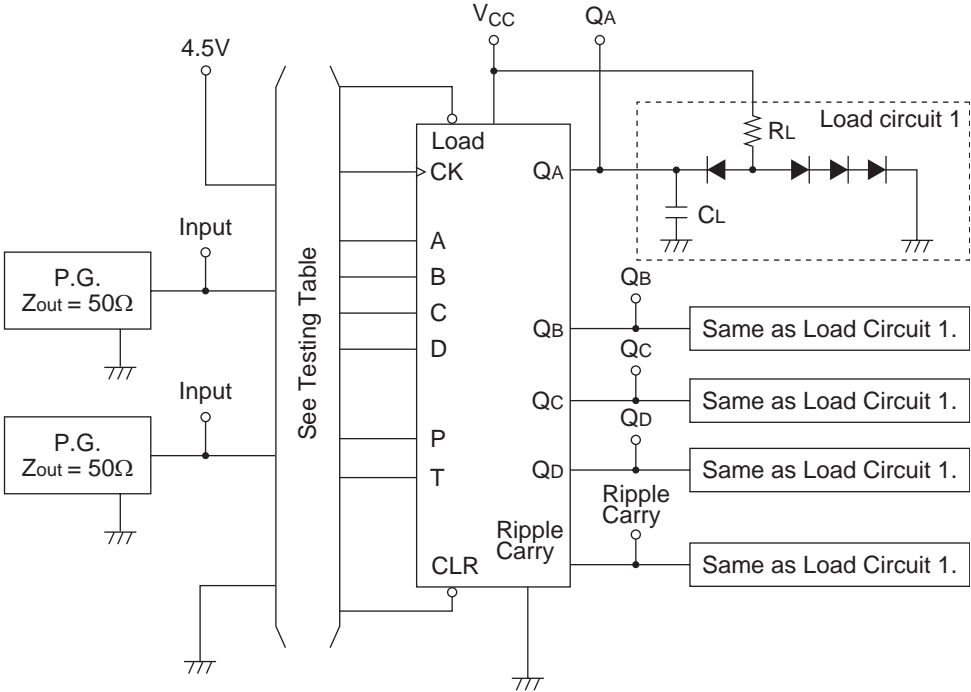 VCC
QA
4.5V
Load circuit 1
RL
Load
CK
QA
CL
Input
A
P.G.
Zout = 50Ω
B
C
D
See Testing Table
QB
QB
Same as Load Circuit 1.
QC
QC
Same as Load Circuit 1.
Input
P.G.
Zout = 50Ω
P
T
QD
QD
Same as Load Circuit 1.
Ripple
Carry
Ripple
Carry
CLR
Same as Load Circuit 1.